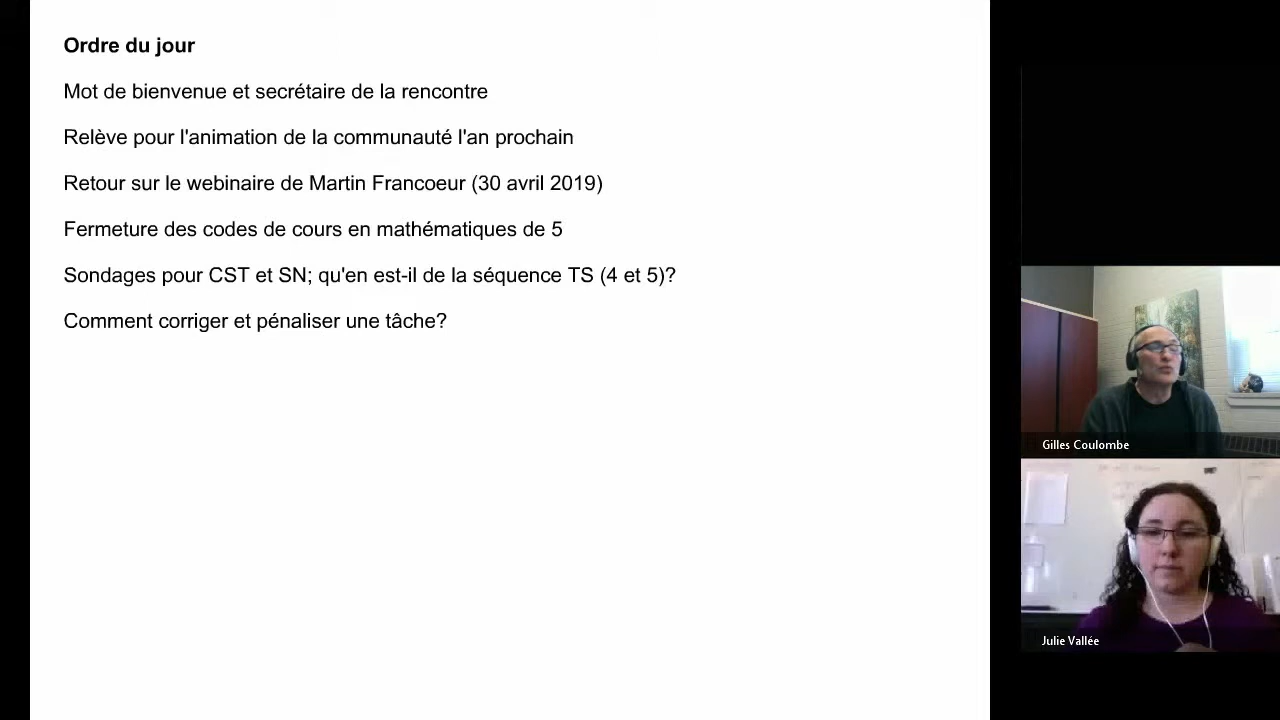 Ordre du jour
Mot de bienvenue et secrétaire de la rencontre
Relève pour l'animation de la communauté l'an prochain
Retour sur le webinaire de Martin Francoeur (30 avril 2019)
Fermeture des codes de cours en mathématiques de 5
Sondages pour CST et SN; qu'en est-il de la séquence TS (4 et 5)?
Comment corriger et pénaliser une tâche?
Gilles Coulombe
Julie Vallée